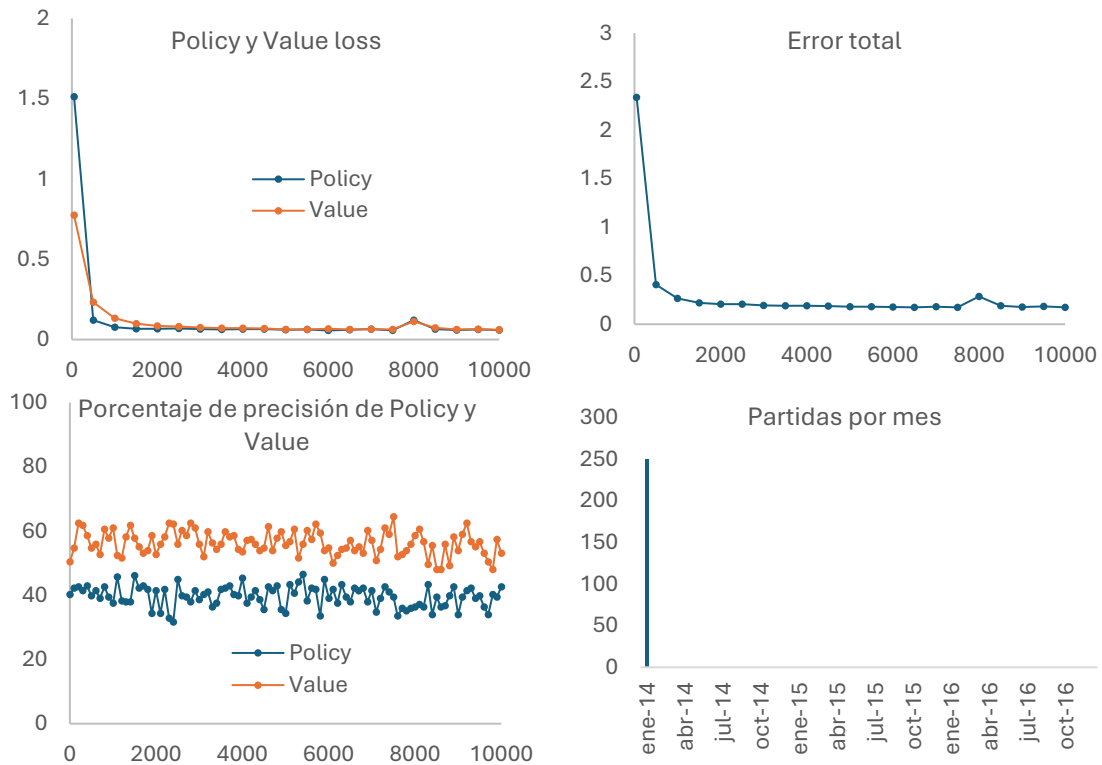 Policy y Value loss
2
1.5
1
0.5
0
Policy
Value
0 2000 4000 6000 8000 10000
Error total
3
2.5
2
1.5
1
0.5
0
0 2000 4000 6000 8000 10000
Porcentaje de precisión de Policy y
Value
100
80
60
40
20
0
Policy
Value
0 2000 4000 6000 8000 10000
Partidas por mes
300
250
200
150
100
50
0
ene-14
abr-14
jul-14
oct-14
ene-15
abr-15
jul-15
oct-15
ene-16
abr-16
jul-16
oct-16